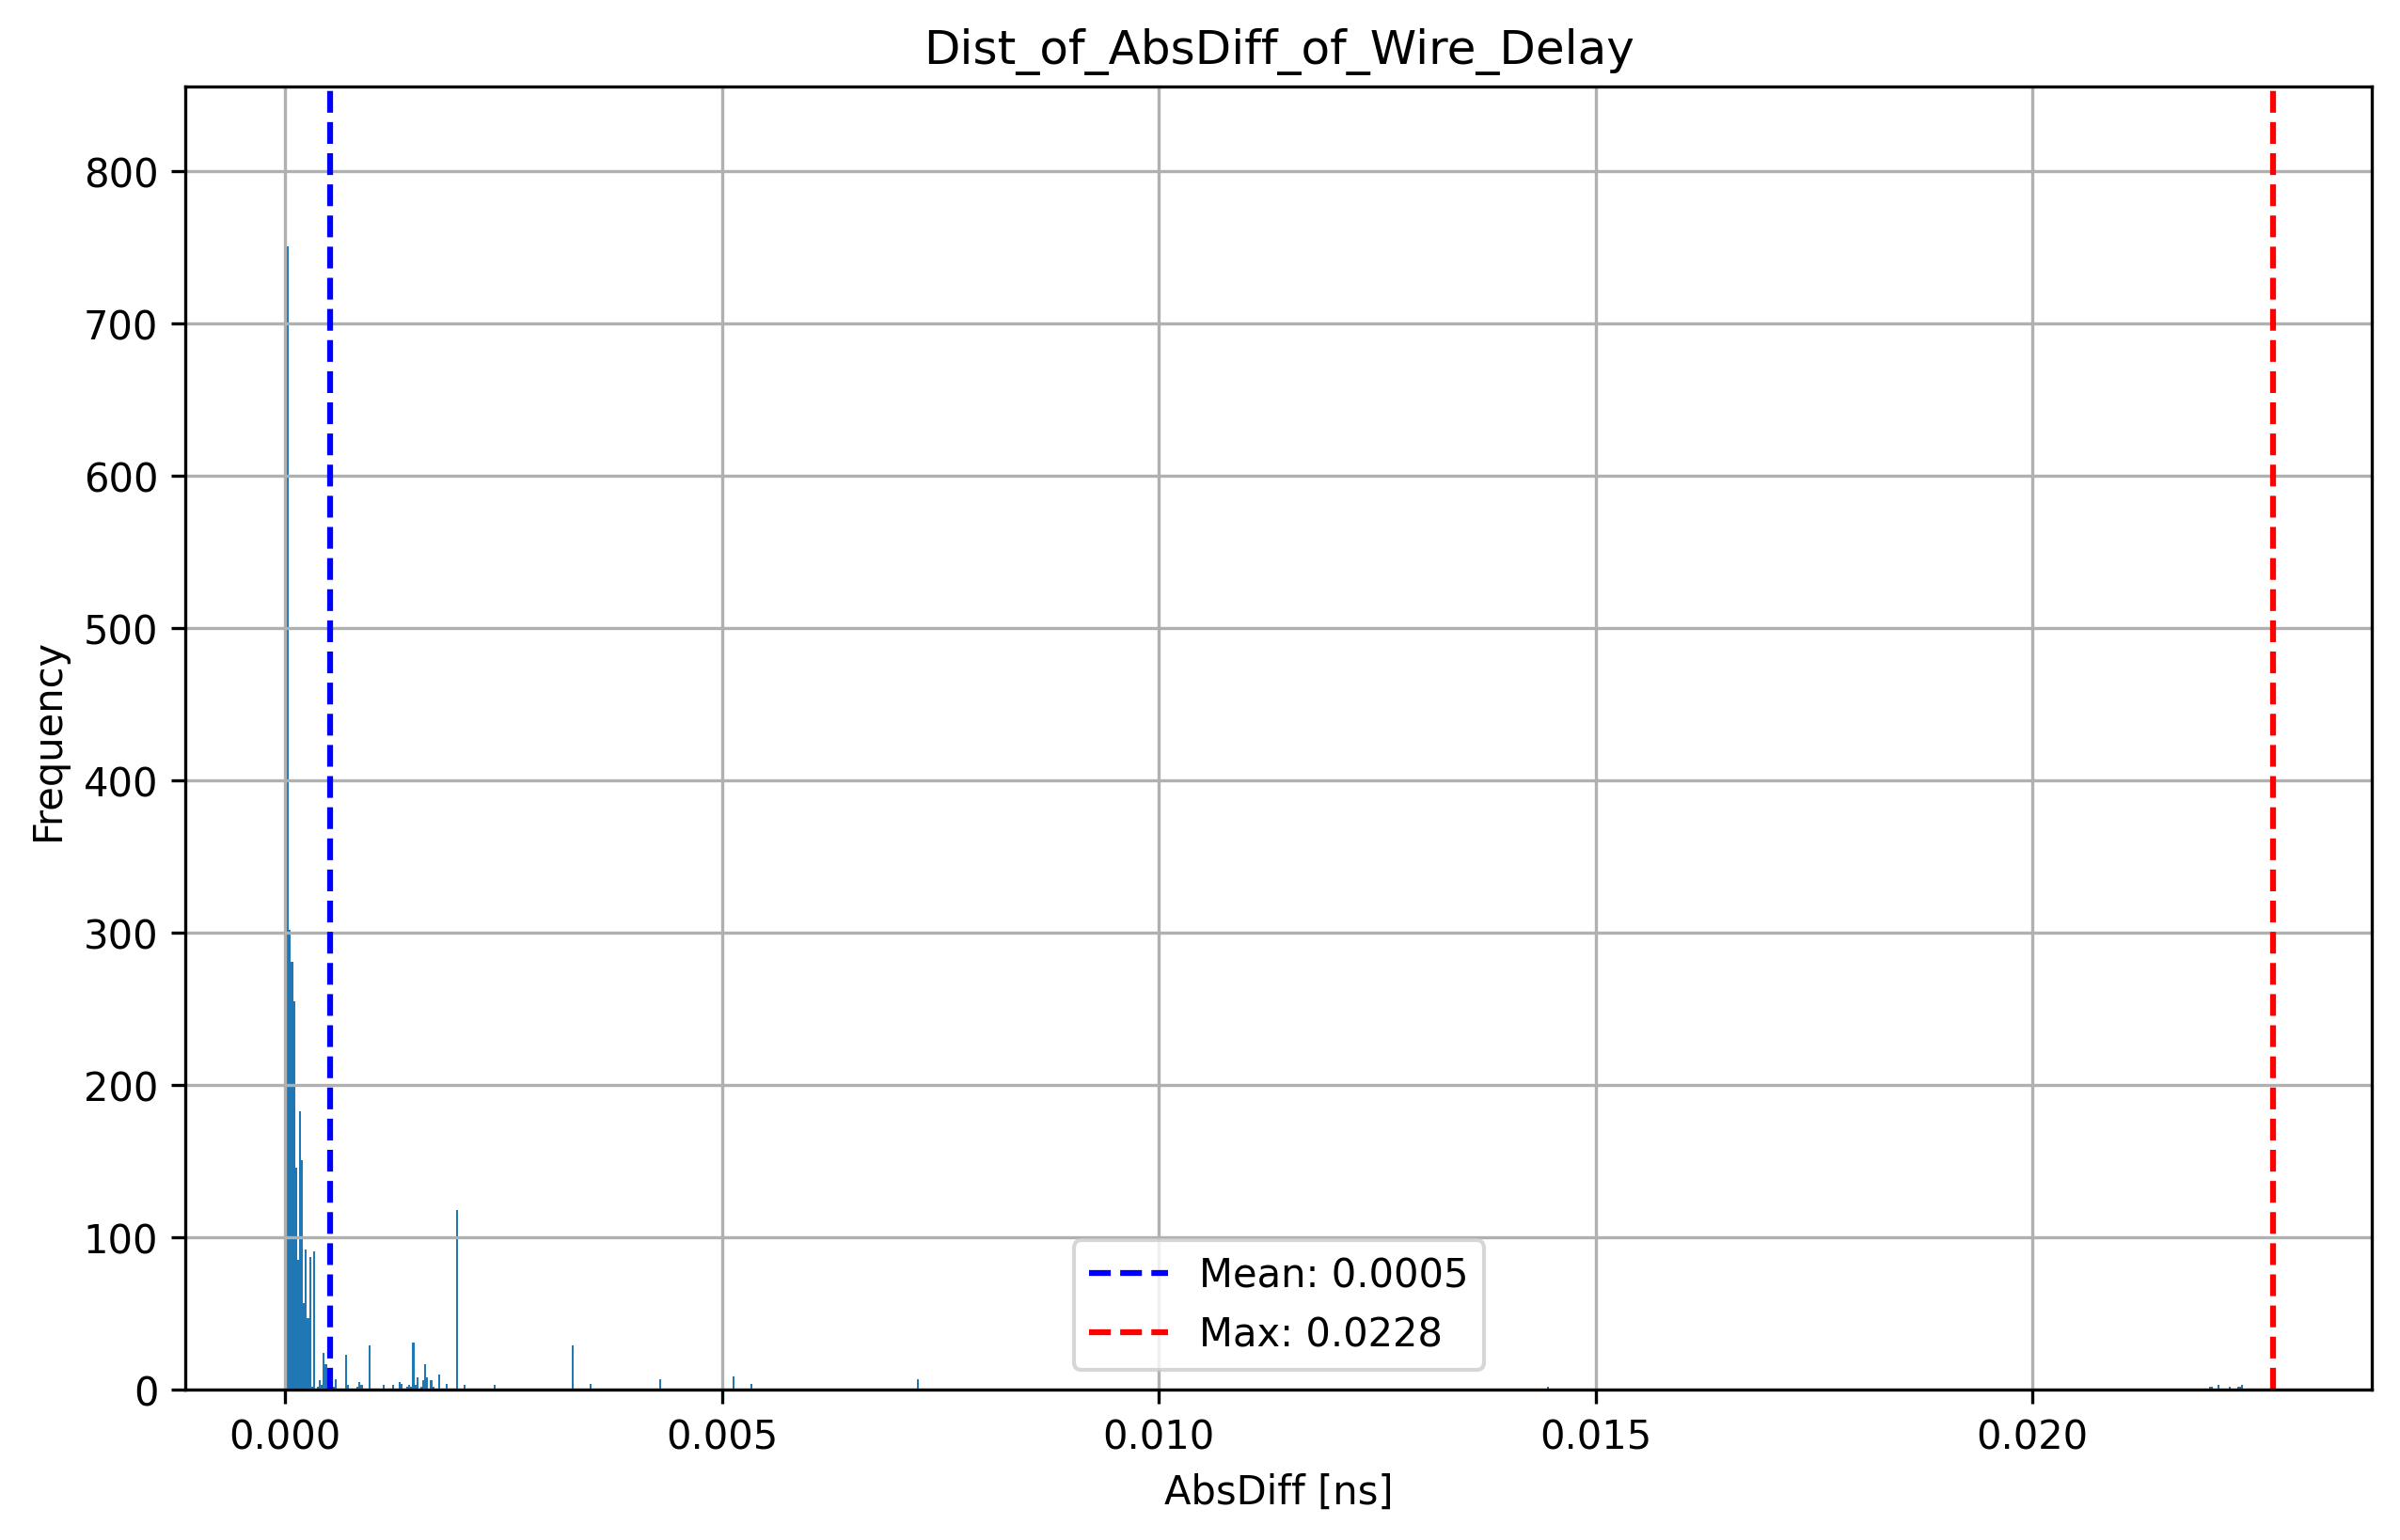 Dist_of_AbsDiff_of_Wire_Delay
Frequency
800
700
600
500
400
300
200
100
0
0.000 0.005 0.010 0.015 0.020
AbsDiff [ns]
Mean: 0.0005
Max: 0.0228